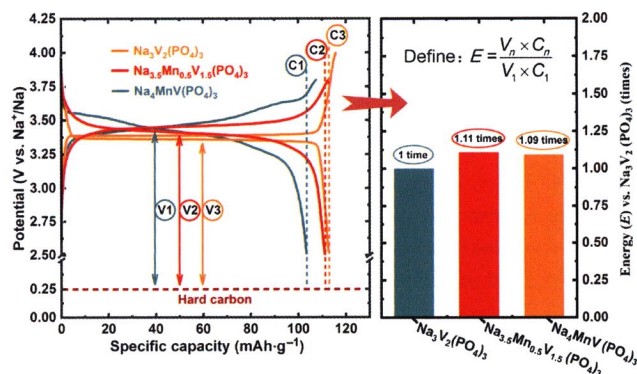 Potential (V vs. Na⁺/Na)
4.25
4.00
3.75
3.50
3.25
3.00
2.75
2.50
0.25
0.00
Na₃V₂(PO₄)₃
Na₃.₅Mn₀.₅V₁.₅(PO₄)₃
Na₄MnV(PO₄)₃
C1
C2
C3
V1
V2
V3
Hard carbon
0
20
40
60
80
100
120
Specific capacity (mAh·g⁻¹)
Define: E = Vₙ × Cₙ
V₁ × C₁
1 time
1.11 times
1.09 times
2.00
1.75
1.50
1.25
1.00
0.75
0.50
0.25
0.00
Energy (E) vs. Na₃V₂(PO₄)₃ (times)
Na₃V₂(PO₄)₃
Na₃.₅Mn₀.₅V₁.₅(PO₄)₃
Na₄MnV(PO₄)₃